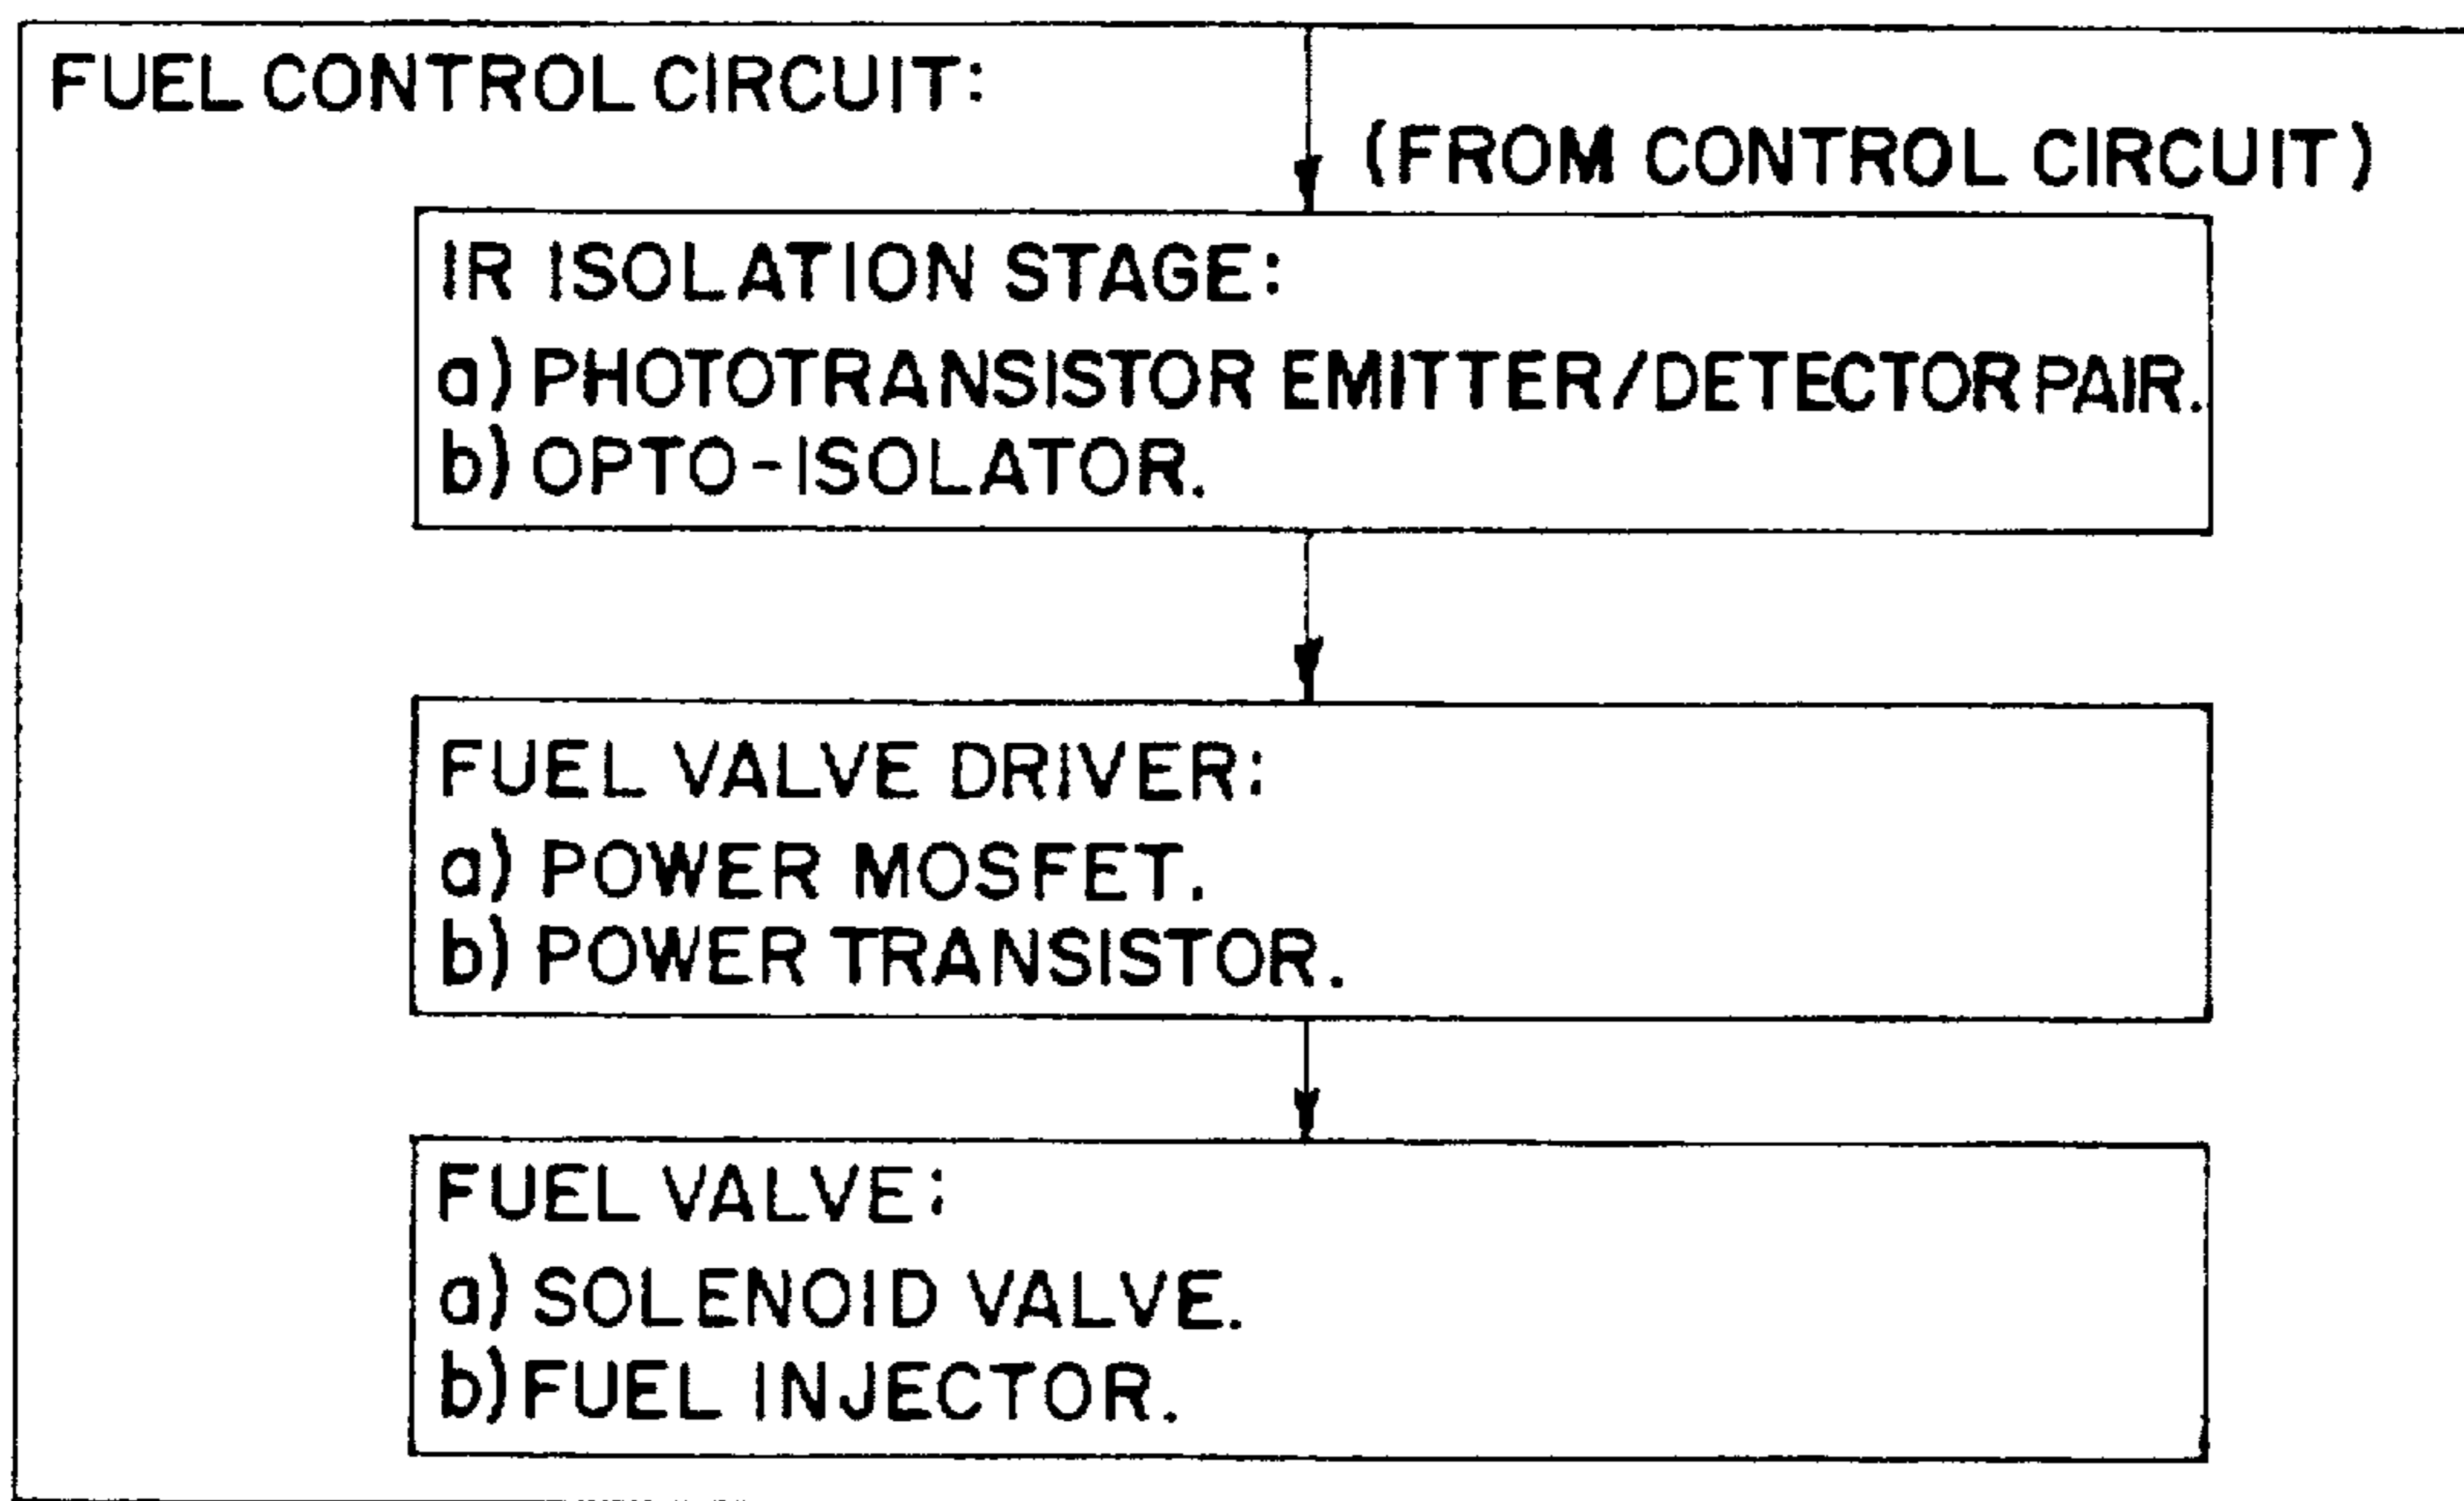 FUEL CONTROL CIRCUIT:
(FROM CONTROL CIRCUIT)
IR ISOLATION STAGE:
a) PHOTOTRANSISTOR EMITTER/DETECTOR PAIR.
b) OPTO-ISOLATOR.
FUEL VALVE DRIVER:
a) POWER MOSFET.
b) POWER TRANSISTOR.
FUEL VALVE:
a) SOLENOID VALVE.
b) FUEL INJECTOR.